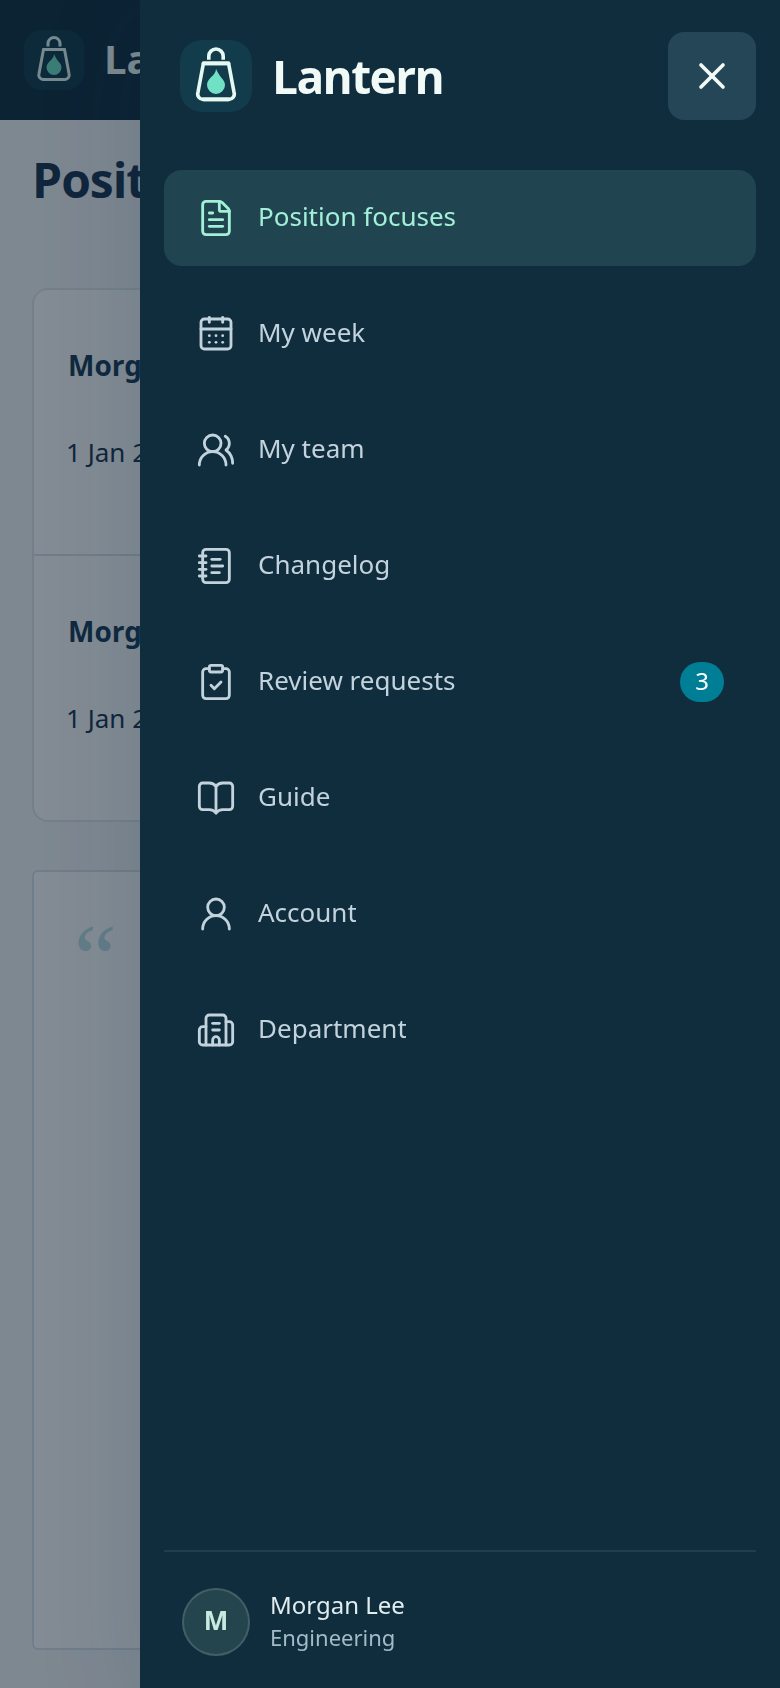 Lantern
Position focuses
My week
My team
Changelog
Review requests
3
Guide
Account
Department
M
Morgan Lee
Engineering
La
Posit
Morg
1 Jan 2
Morg
1 Jan 2
“